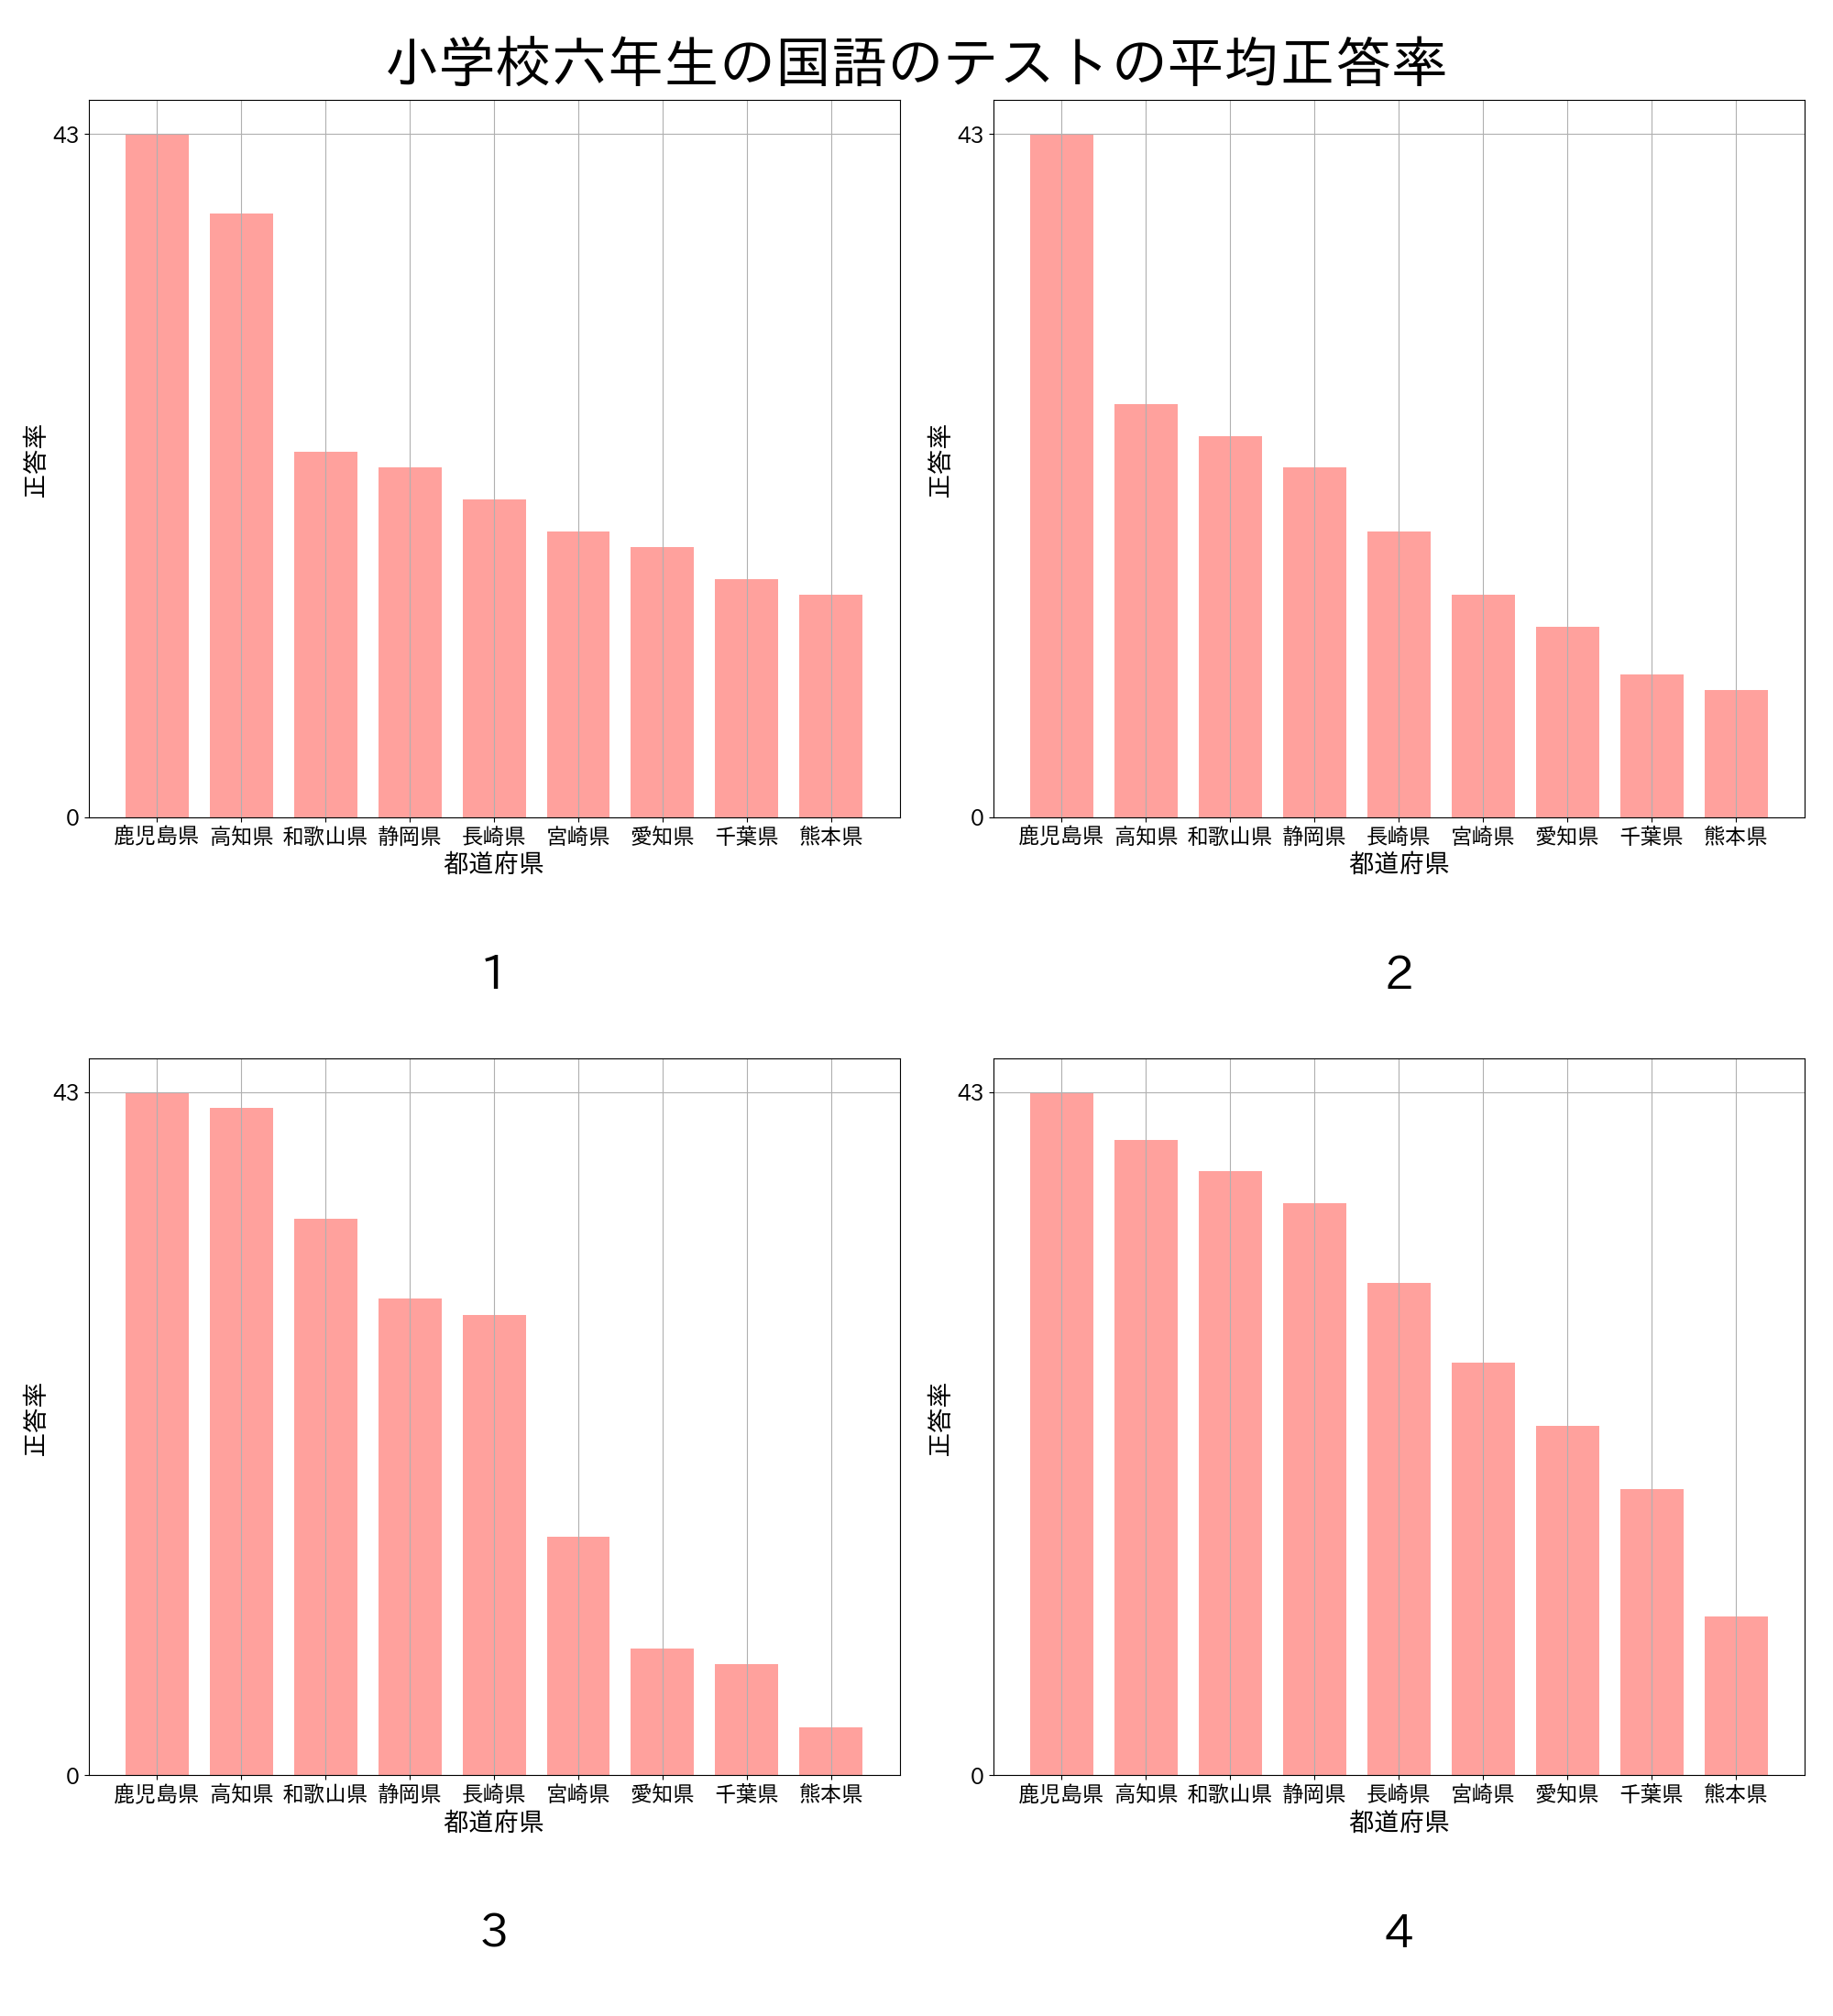 小学校六年生の国語のテストの平均正答率
43
0
正答率
鹿児島県 高知県 和歌山県 静岡県 長崎県 宮崎県 愛知県 千葉県 熊本県
都道府県
1
43
0
正答率
鹿児島県 高知県 和歌山県 静岡県 長崎県 宮崎県 愛知県 千葉県 熊本県
都道府県
2
43
0
正答率
鹿児島県 高知県 和歌山県 静岡県 長崎県 宮崎県 愛知県 千葉県 熊本県
都道府県
3
43
0
正答率
鹿児島県 高知県 和歌山県 静岡県 長崎県 宮崎県 愛知県 千葉県 熊本県
都道府県
4